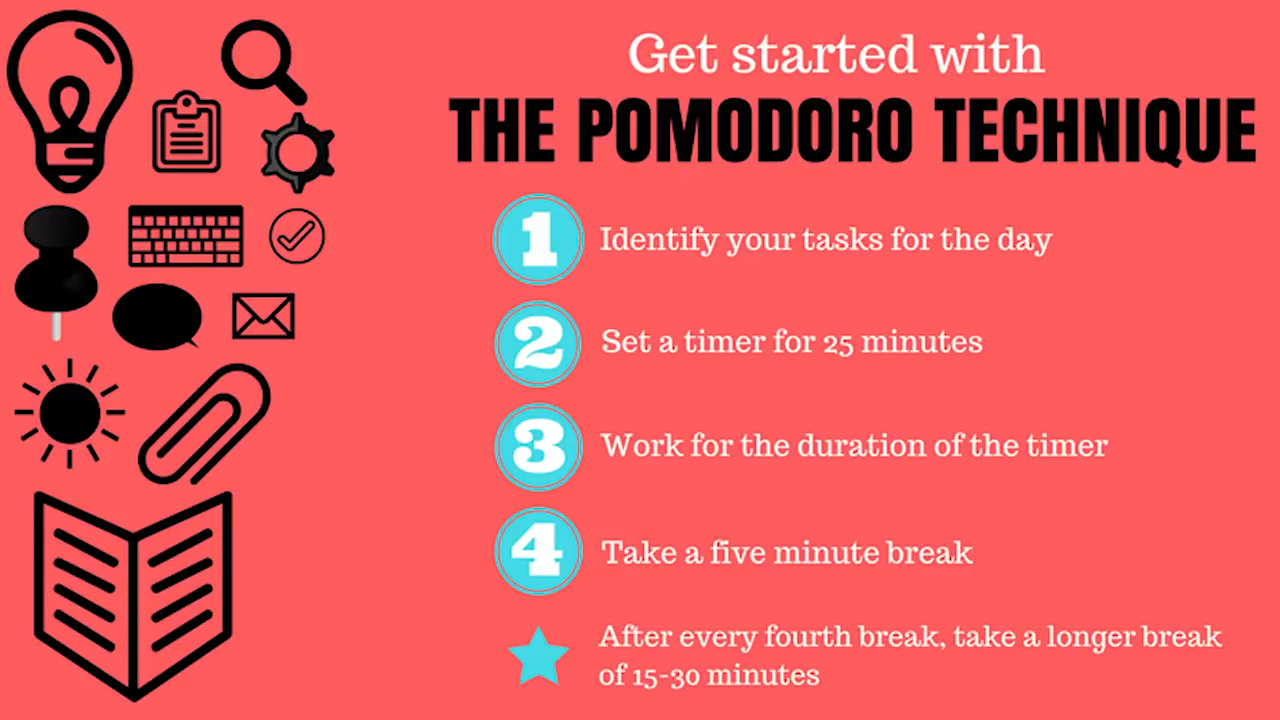 Get started with
THE POMODORO TECHNIQUE
1 Identify your tasks for the day
2 Set a timer for 25 minutes
3 Work for the duration of the timer
4 Take a five minute break
After every fourth break, take a longer break
of 15-30 minutes